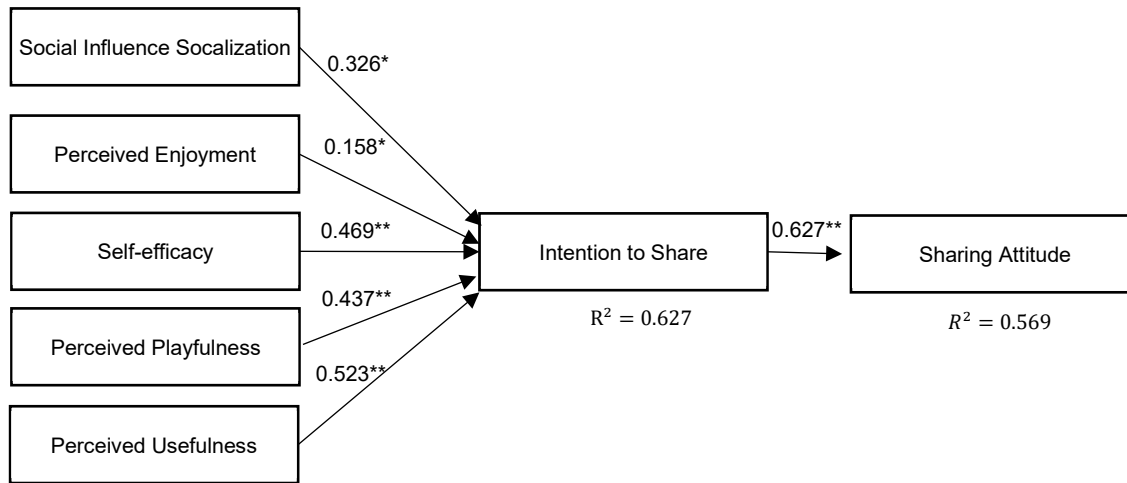 Social Influence Socalization
0.326*
Perceived Enjoyment
0.158*
Self-efficacy
0.469**
Intention to Share
0.627**
Sharing Attitude
Perceived Playfulness
0.437**
R² = 0.627
R² = 0.569
Perceived Usefulness
0.523**